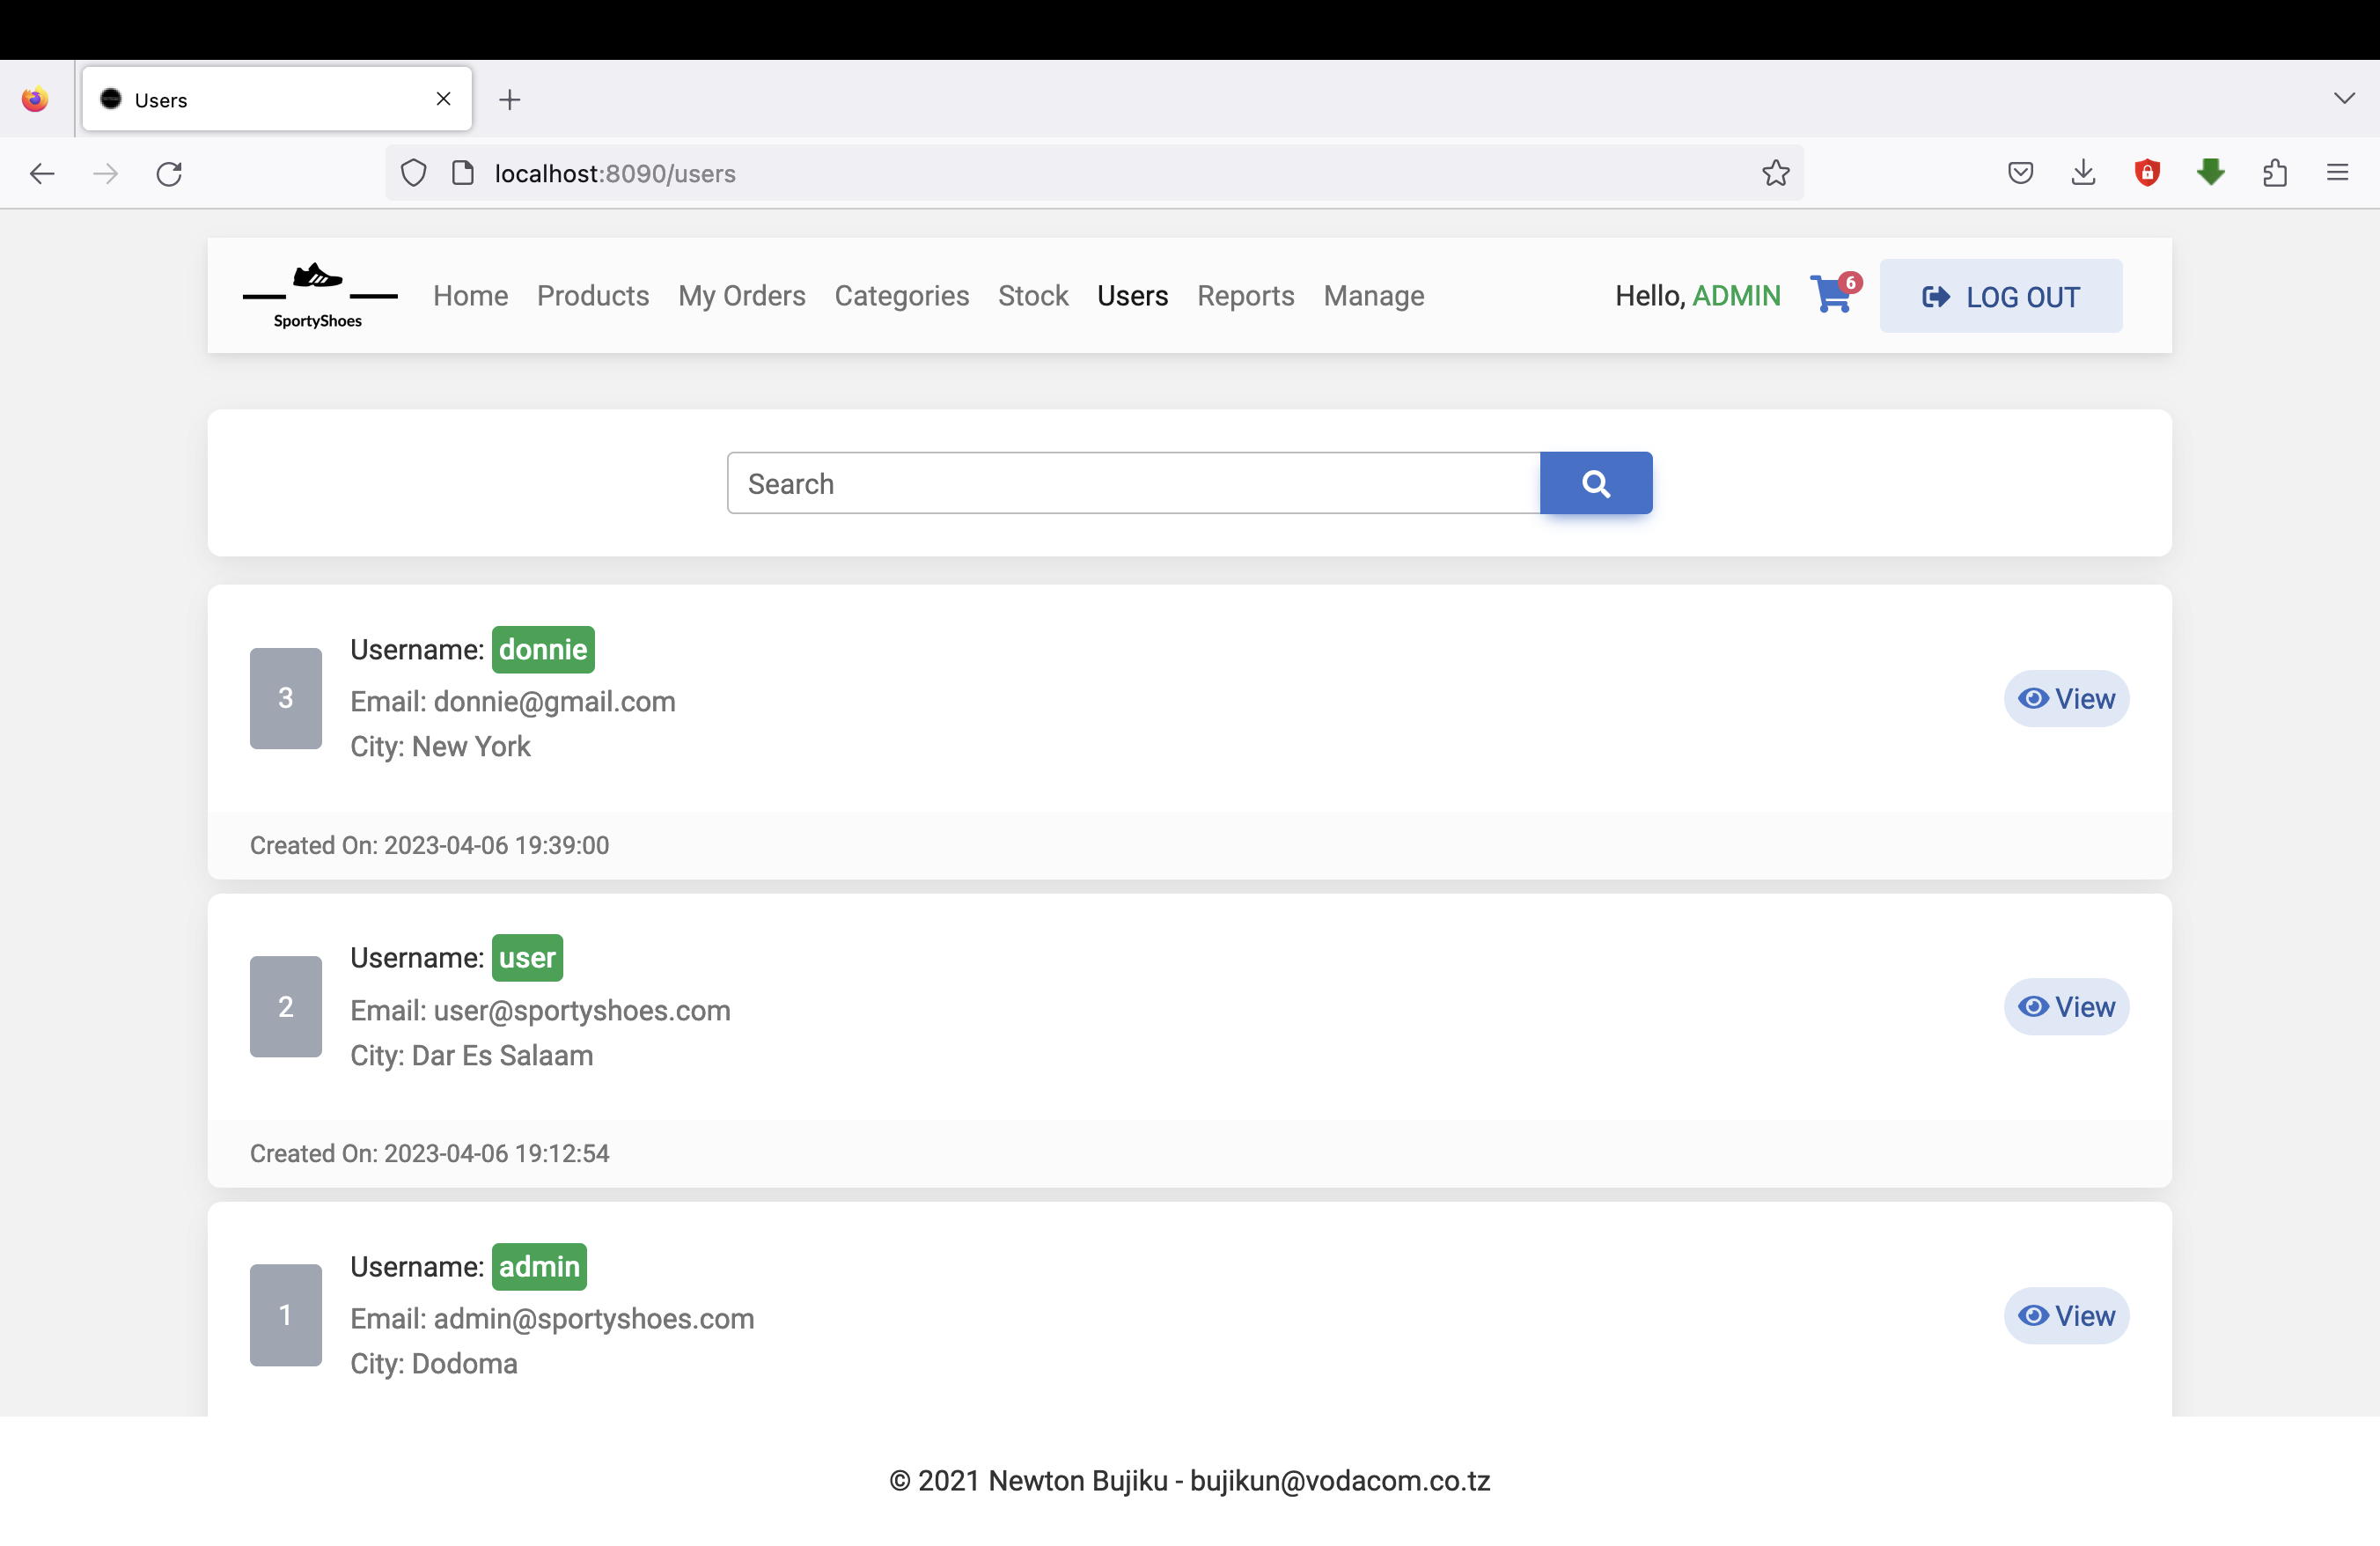 Users
localhost:8090/users
SportyShoes
Home Products My Orders Categories Stock Users Reports Manage Hello, ADMIN 6 LOG OUT
Search
3
Username: donnie
Email: donnie@gmail.com
City: New York
View
Created On: 2023-04-06 19:39:00
2
Username: user
Email: user@sportyshoes.com
City: Dar Es Salaam
View
Created On: 2023-04-06 19:12:54
1
Username: admin
Email: admin@sportyshoes.com
City: Dodoma
View
© 2021 Newton Bujiku - bujikun@vodacom.co.tz